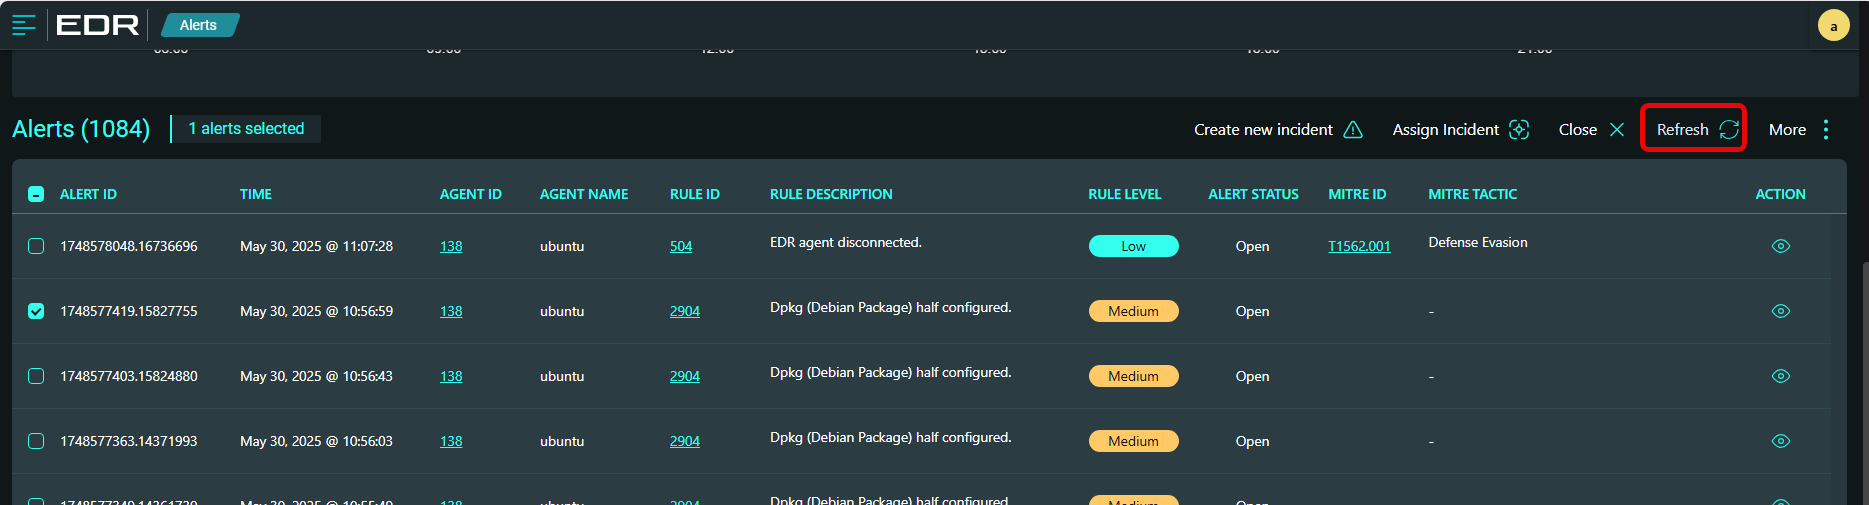 EDR Alerts a
Alerts (1084) 1 alerts selected Create new incident Assign Incident Close Refresh More
ALERT ID TIME AGENT ID AGENT NAME RULE ID RULE DESCRIPTION RULE LEVEL ALERT STATUS MITRE ID MITRE TACTIC ACTION
1748578048.16736696 May 30, 2025 @ 11:07:28 138 ubuntu 504 EDR agent disconnected. Low Open T1562.001 Defense Evasion
1748577419.15827755 May 30, 2025 @ 10:56:59 138 ubuntu 2904 Dpkg (Debian Package) half configured. Medium Open -
1748577403.15824880 May 30, 2025 @ 10:56:43 138 ubuntu 2904 Dpkg (Debian Package) half configured. Medium Open -
1748577363.14371993 May 30, 2025 @ 10:56:03 138 ubuntu 2904 Dpkg (Debian Package) half configured. Medium Open -
138 ubuntu 2904 Dpkg (Debian Package) half configured. Medium Open